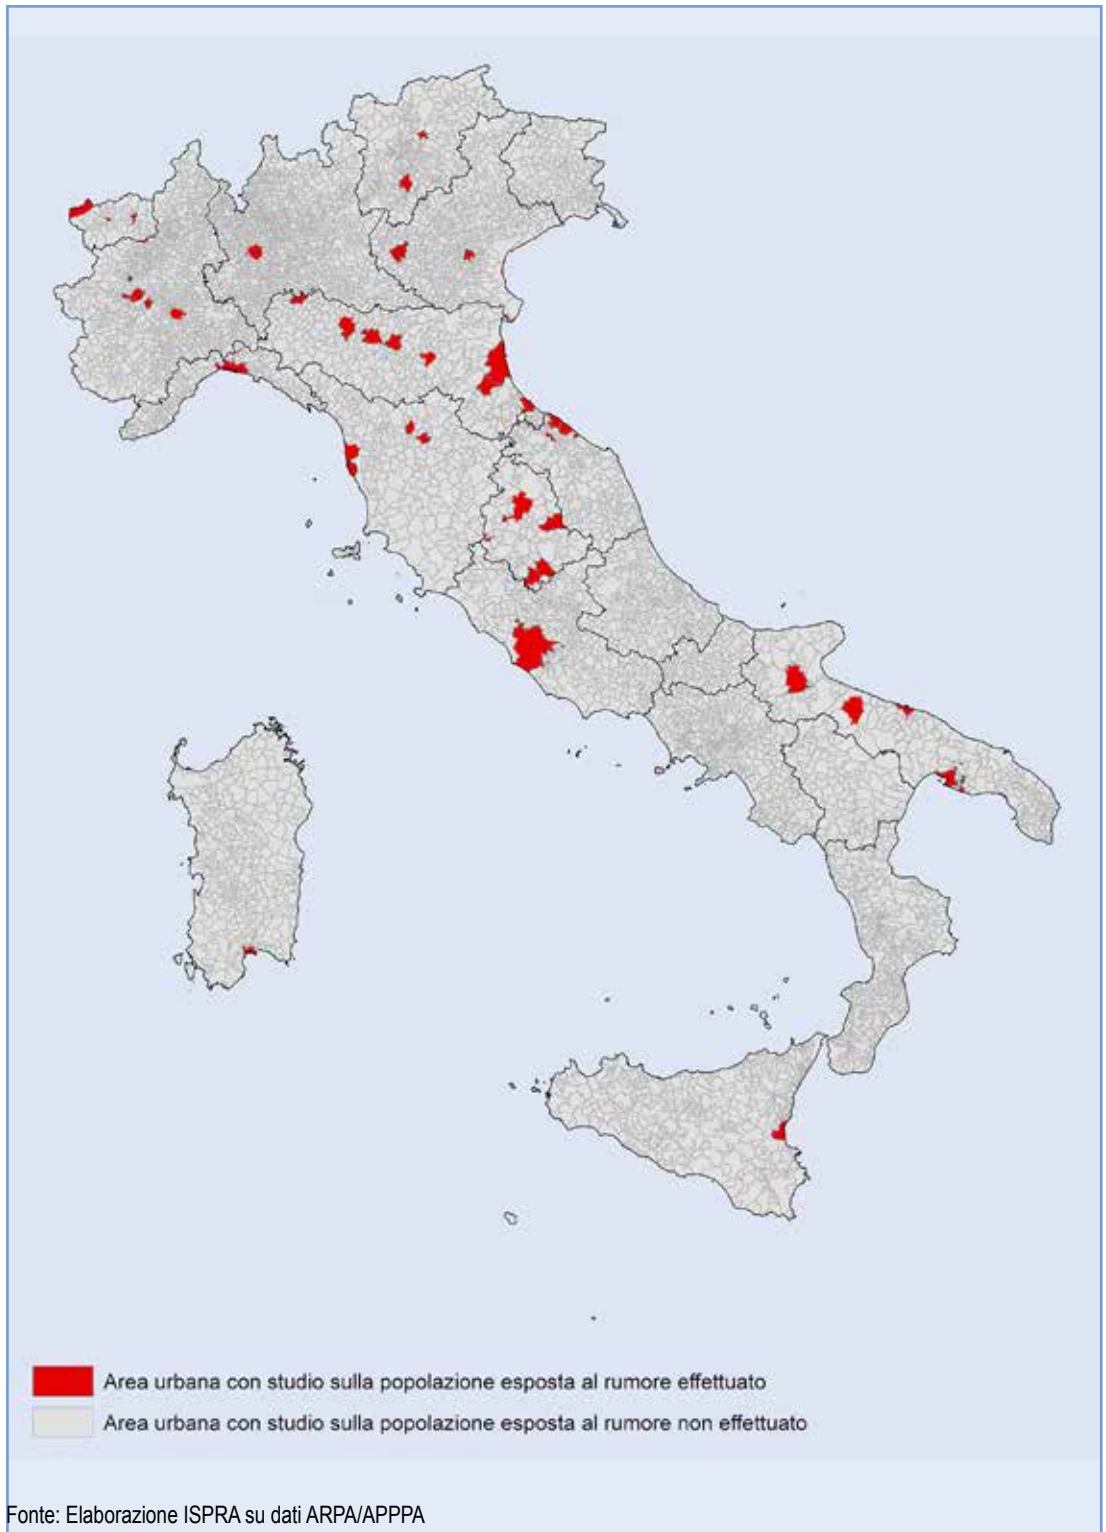 Area urbana con studio sulla popolazione esposta al rumore effettuato
Area urbana con studio sulla popolazione esposta al rumore non effettuato
Fonte: Elaborazione ISPRA su dati ARPA/APPPA